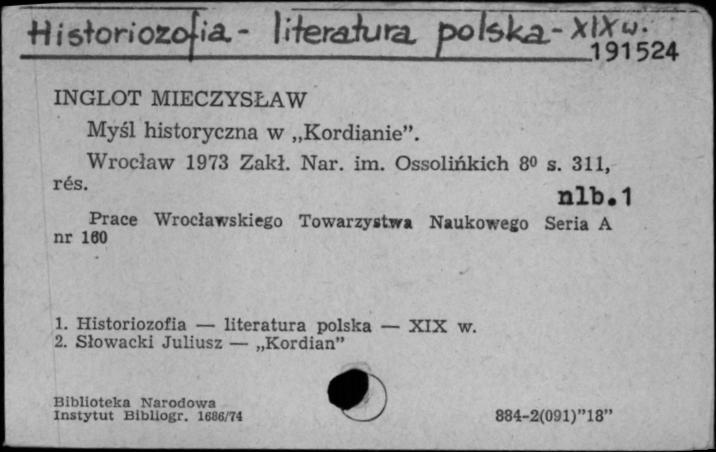 Historiozofia - literatura polska - XIX w.
191524
INGLOT MIECZYSŁAW
Myśl historyczna w „Kordianie”.
Wrocław 1973 Zakł. Nar. im. Ossolińkich 8⁰ s. 311,
rés.
nlb.1
Prace Wrocławskiego Towarzystwa Naukowego Seria A
nr 160
1. Historiozofia — literatura polska — XIX w.
2. Słowacki Juliusz — „Kordian”
Biblioteka Narodowa
Instytut Bibliogr. 1686/74
884-2(091)”18”